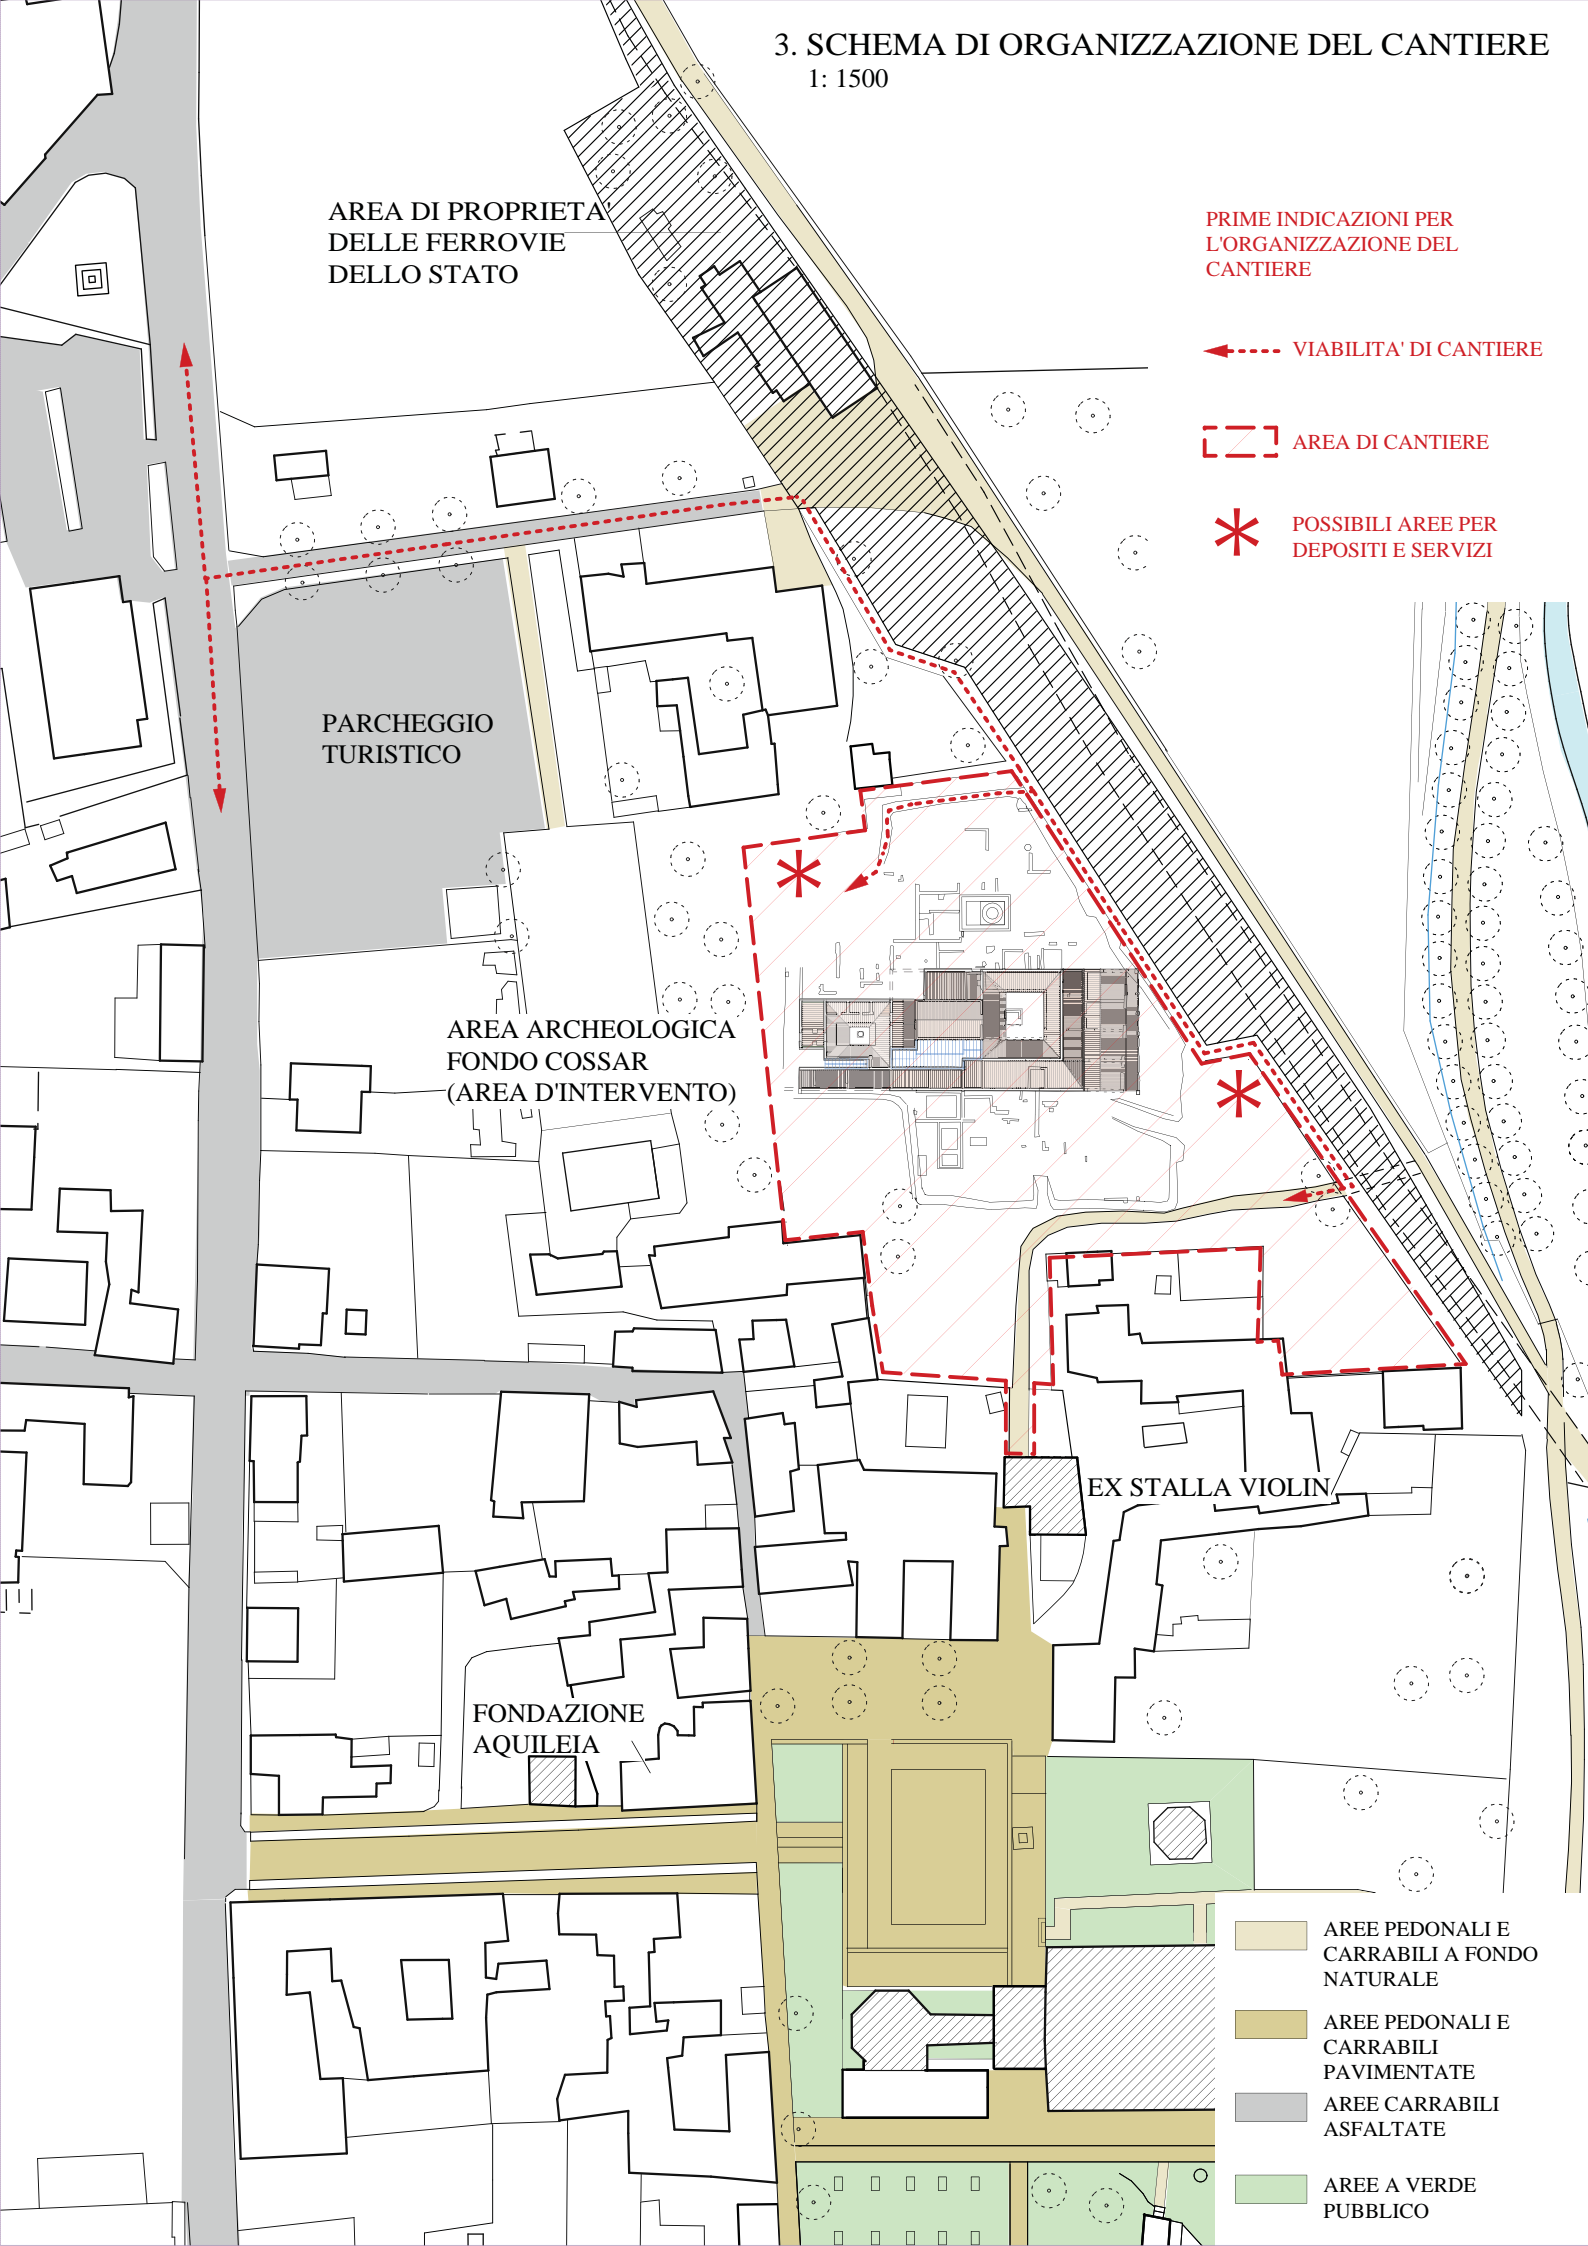 3. SCHEMA DI ORGANIZZAZIONE DEL CANTIERE
1: 1500
AREA DI PROPRIETA'
DELLE FERROVIE
DELLO STATO
PRIME INDICAZIONI PER
L'ORGANIZZAZIONE DEL
CANTIERE
VIABILITA' DI CANTIERE
AREA DI CANTIERE
POSSIBILI AREE PER
DEPOSITI E SERVIZI
PARCHEGGIO
TURISTICO
AREA ARCHEOLOGICA
FONDO COSSAR
(AREA D'INTERVENTO)
EX STALLA VIOLIN
FONDAZIONE
AQUILEIA
AREE PEDONALI E
CARRABILI A FONDO
NATURALE
AREE PEDONALI E
CARRABILI
PAVIMENTATE
AREE CARRABILI
ASFALTATE
AREE A VERDE
PUBBLICO